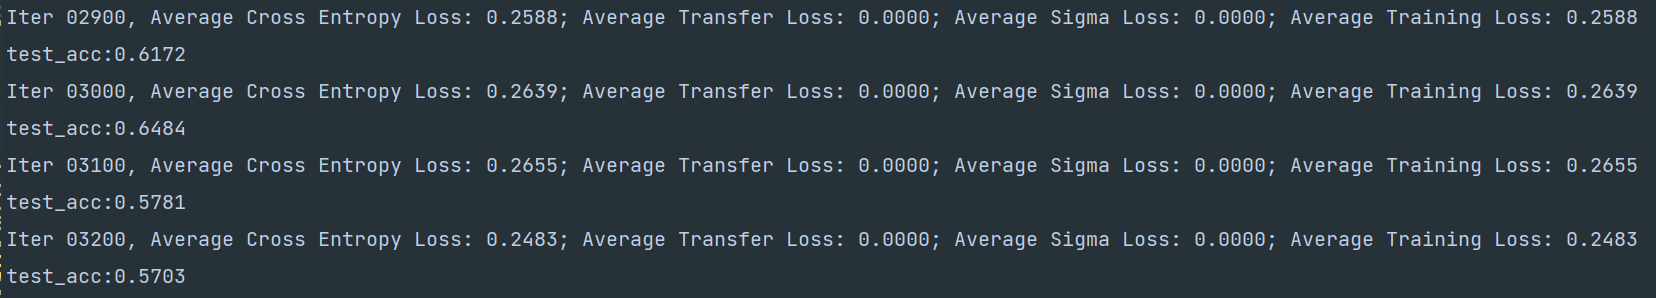 Iter 02900, Average Cross Entropy Loss: 0.2588; Average Transfer Loss: 0.0000; Average Sigma Loss: 0.0000; Average Training Loss: 0.2588
test_acc:0.6172
Iter 03000, Average Cross Entropy Loss: 0.2639; Average Transfer Loss: 0.0000; Average Sigma Loss: 0.0000; Average Training Loss: 0.2639
test_acc:0.6484
Iter 03100, Average Cross Entropy Loss: 0.2655; Average Transfer Loss: 0.0000; Average Sigma Loss: 0.0000; Average Training Loss: 0.2655
test_acc:0.5781
Iter 03200, Average Cross Entropy Loss: 0.2483; Average Transfer Loss: 0.0000; Average Sigma Loss: 0.0000; Average Training Loss: 0.2483
test_acc:0.5703